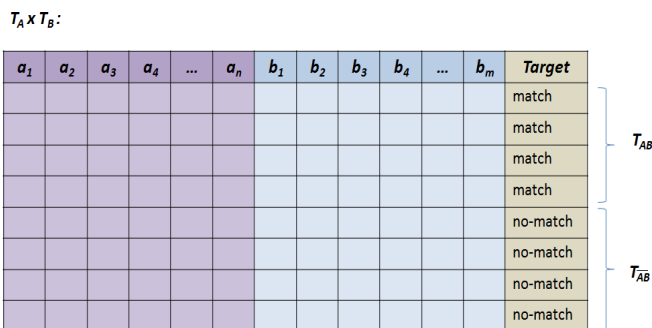 T_A x T_B :
a_1 a_2 a_3 a_4 ... a_n b_1 b_2 b_3 b_4 ... b_m Target
match
match
match
match
T_AB
no-match
no-match
no-match
no-match
T_A̅B̅